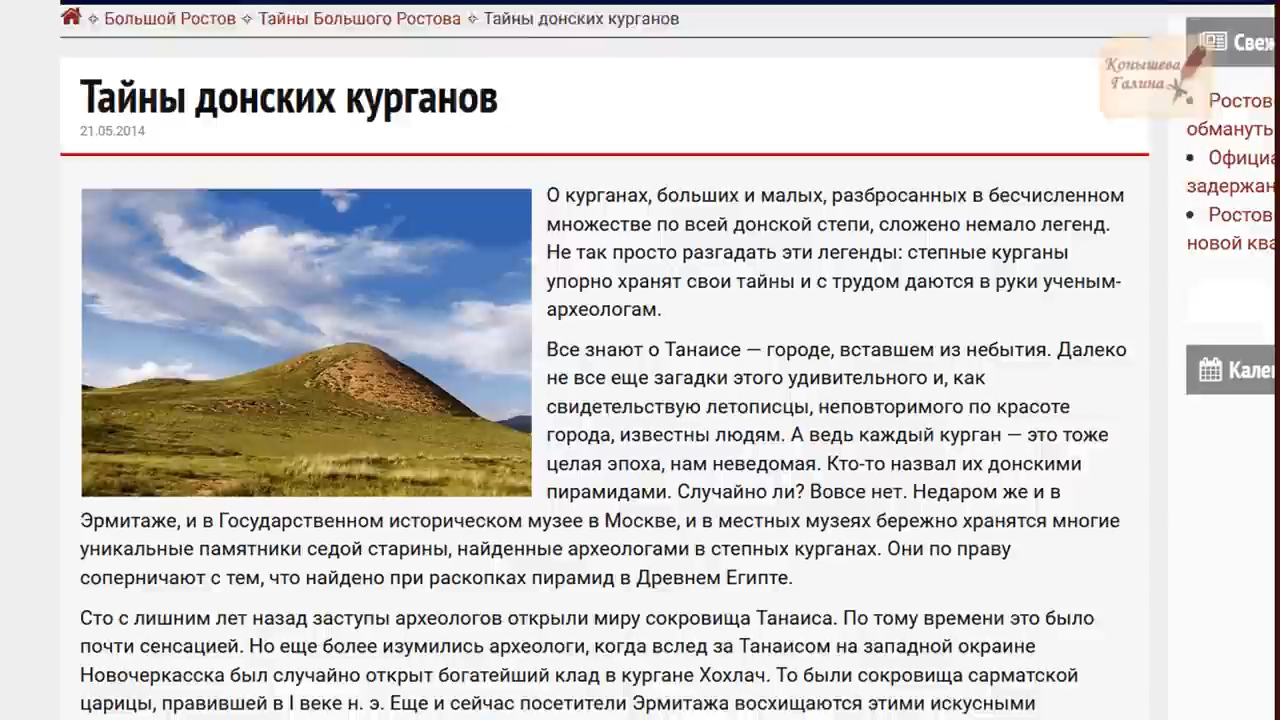 ✧ Большой Ростов ✧ Тайны Большого Ростова ✧ Тайны донских курганов
Тайны донских курганов
21.05.2014
О курганах, больших и малых, разбросанных в бесчисленном
множестве по всей донской степи, сложено немало легенд.
Не так просто разгадать эти легенды: степные курганы
упорно хранят свои тайны и с трудом даются в руки ученым-
археологам.
Все знают о Танаисе — городе, вставшем из небытия. Далеко
не все еще загадки этого удивительного и, как
свидетельствую летописцы, неповторимого по красоте
города, известны людям. А ведь каждый курган — это тоже
целая эпоха, нам неведомая. Кто-то назвал их донскими
пирамидами. Случайно ли? Вовсе нет. Недаром же и в
Эрмитаже, и в Государственном историческом музее в Москве, и в местных музеях бережно хранятся многие
уникальные памятники седой старины, найденные археологами в степных курганах. Они по праву
соперничают с тем, что найдено при раскопках пирамид в Древнем Египте.
Сто с лишним лет назад заступы археологов открыли миру сокровища Танаиса. По тому времени это было
почти сенсацией. Но еще более изумились археологи, когда вслед за Танаисом на западной окраине
Новочеркасска был случайно открыт богатейший клад в кургане Хохлач. То были сокровища сарматской
царицы, правившей в I веке н. э. Еще и сейчас посетители Эрмитажа восхищаются этими искусными
Конышева
Галина
Свеж
• Ростов
обмануть
• Официа
задержан
• Ростов
новой ква
Кален